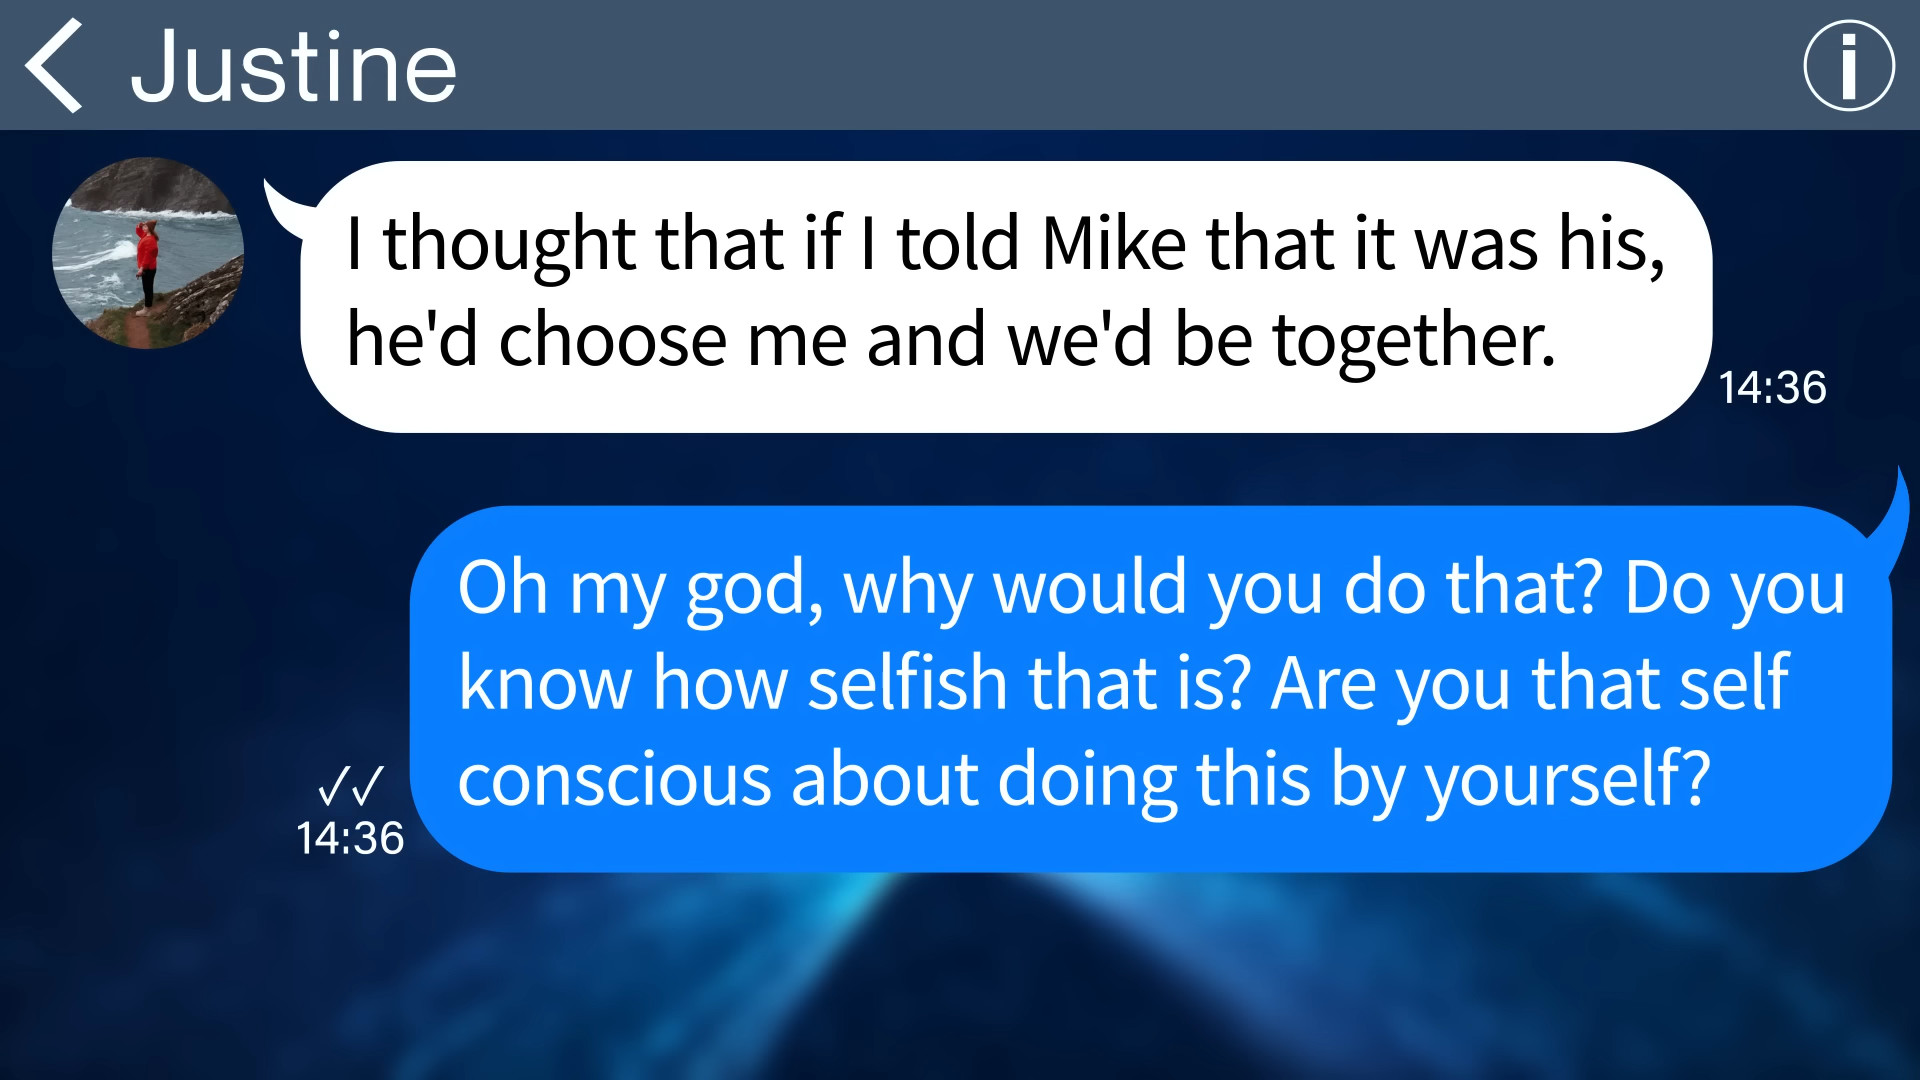 Justine
I thought that if I told Mike that it was his,
he'd choose me and we'd be together.
14:36
Oh my god, why would you do that? Do you
know how selfish that is? Are you that self
conscious about doing this by yourself?
14:36